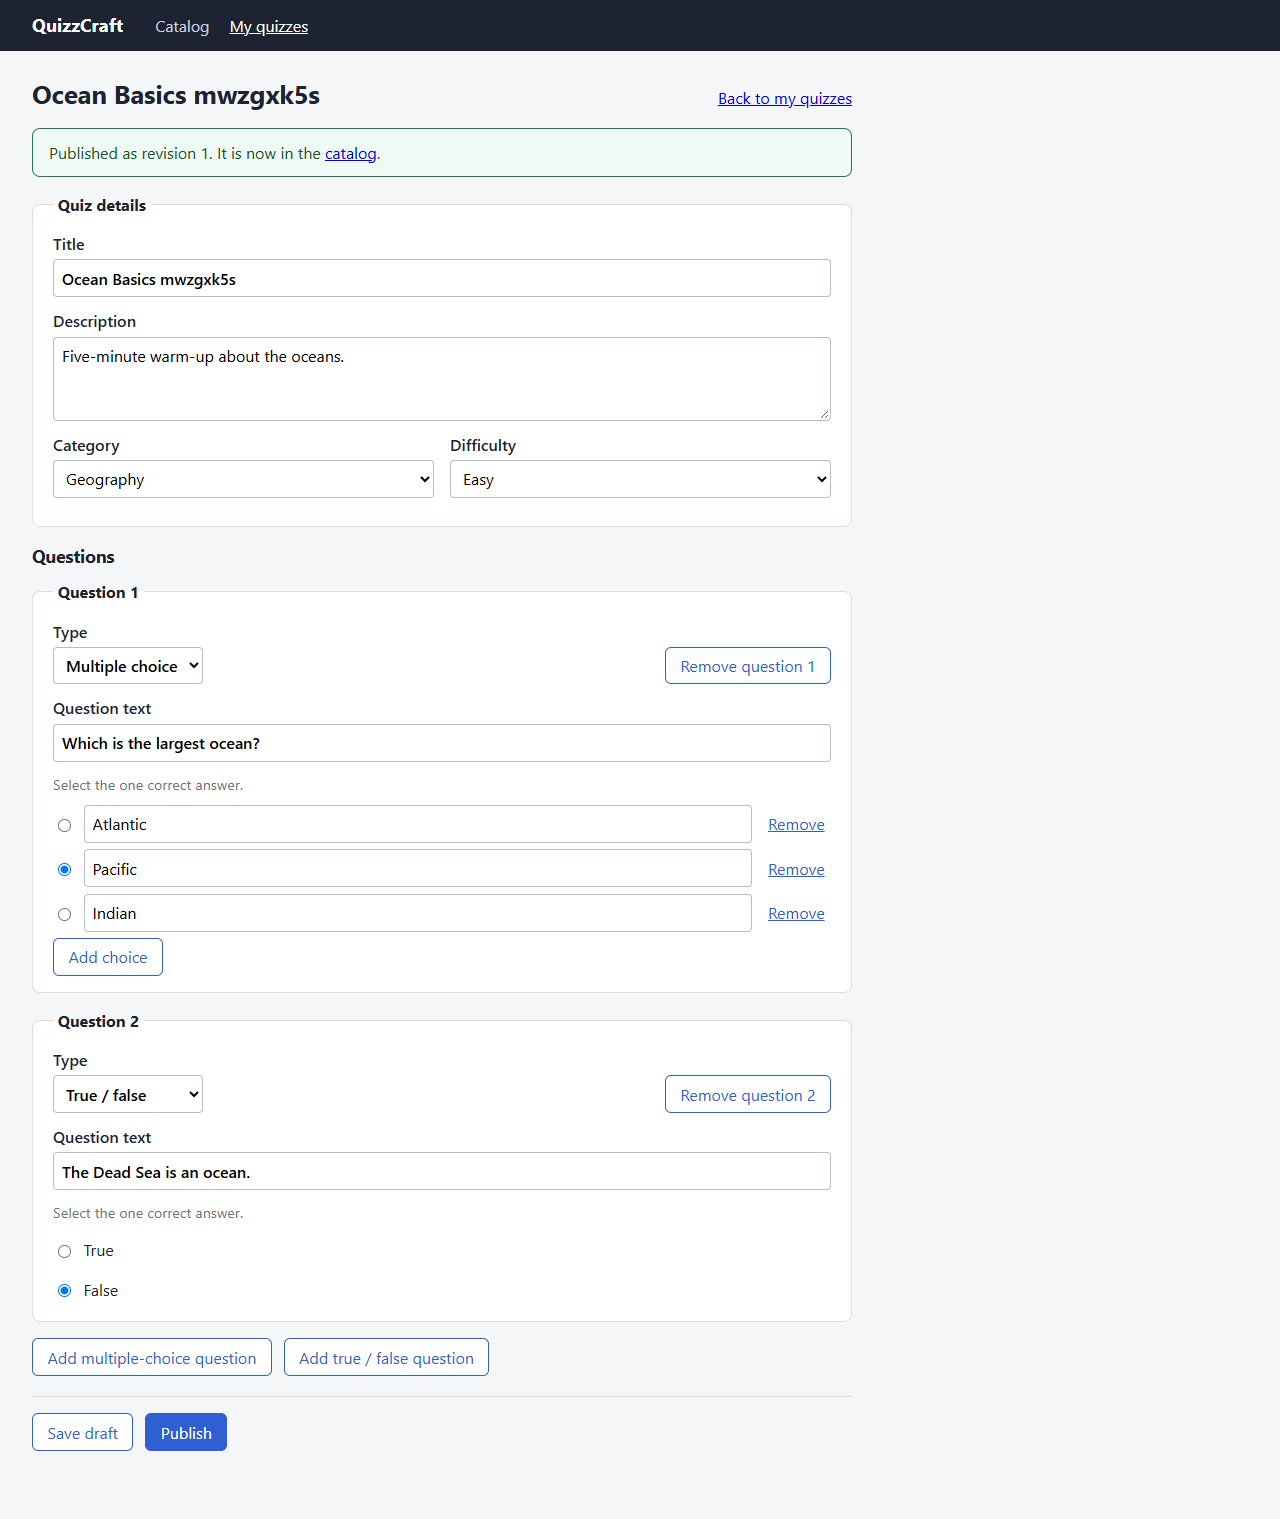 QuizzCraft Catalog My quizzes
Ocean Basics mwzgxk5s
Back to my quizzes
Published as revision 1. It is now in the catalog.
Quiz details
Title
Ocean Basics mwzgxk5s
Description
Five-minute warm-up about the oceans.
Category Difficulty
Geography Easy
Questions
Question 1
Type
Multiple choice Remove question 1
Question text
Which is the largest ocean?
Select the one correct answer.
Atlantic Remove
Pacific Remove
Indian Remove
Add choice
Question 2
Type
True / false Remove question 2
Question text
The Dead Sea is an ocean.
Select the one correct answer.
True
False
Add multiple-choice question Add true / false question
Save draft Publish